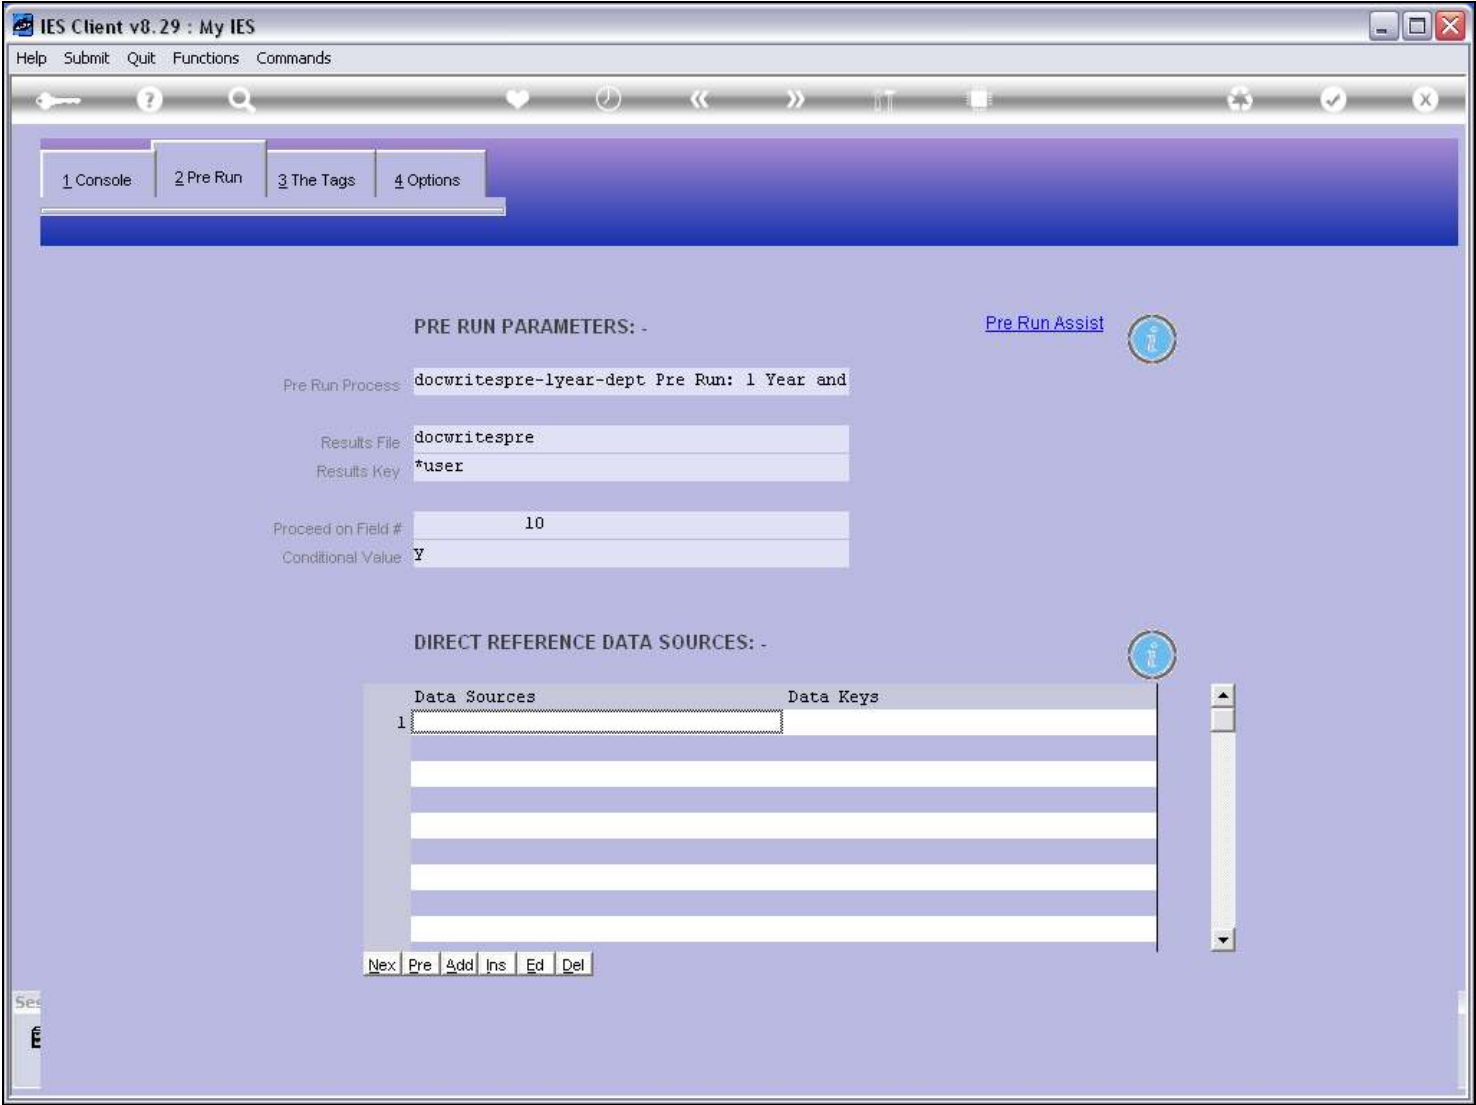 IES Client v8.29 : My IES
Help Submit Quit Functions Commands
1 Console 2 Pre Run 3 The Tags 4 Options
PRE RUN PARAMETERS: - Pre Run Assist
Pre Run Process docwritespre-1year-dept Pre Run: 1 Year and
Results File docwritespre
Results Key *user
Proceed on Field # 10
Conditional Value Y
DIRECT REFERENCE DATA SOURCES: -
Data Sources Data Keys
1
Nex Pre Add Ins Ed Del
Ses